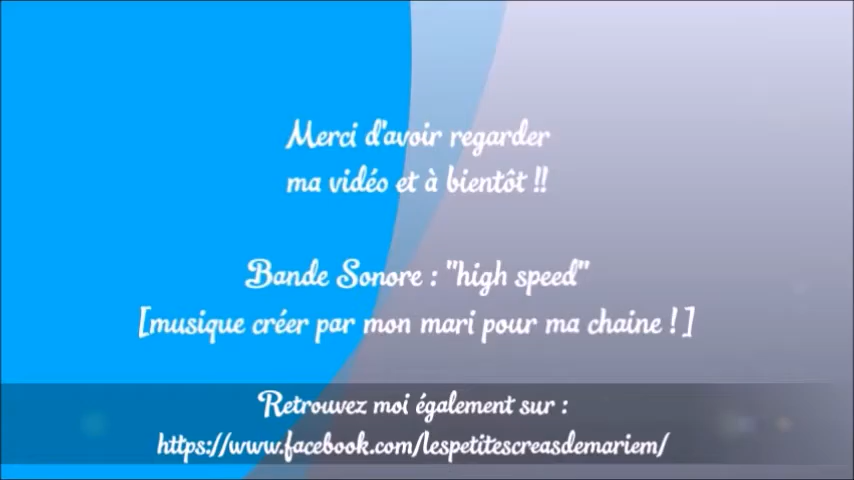 Merci d'avoir regarder
ma vidéo et à bientôt !!
Bande Sonore : "high speed"
[musique créer par mon mari pour ma chaine ! ]
Retrouvez moi également sur :
https://www.facebook.com/lespetitescreasdemariem/